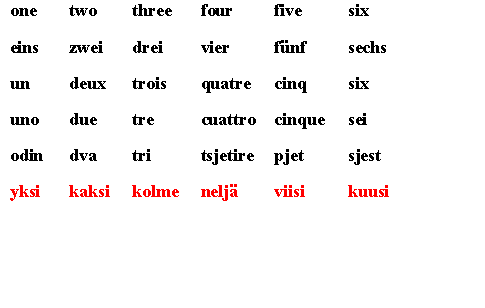 one two three four five six
eins zwei drei vier fünf sechs
un deux trois quatre cinq six
uno due tre cuattro cinque sei
odin dva tri tsjetire pjet sjest
yksi kaksi kolme neljä viisi kuusi